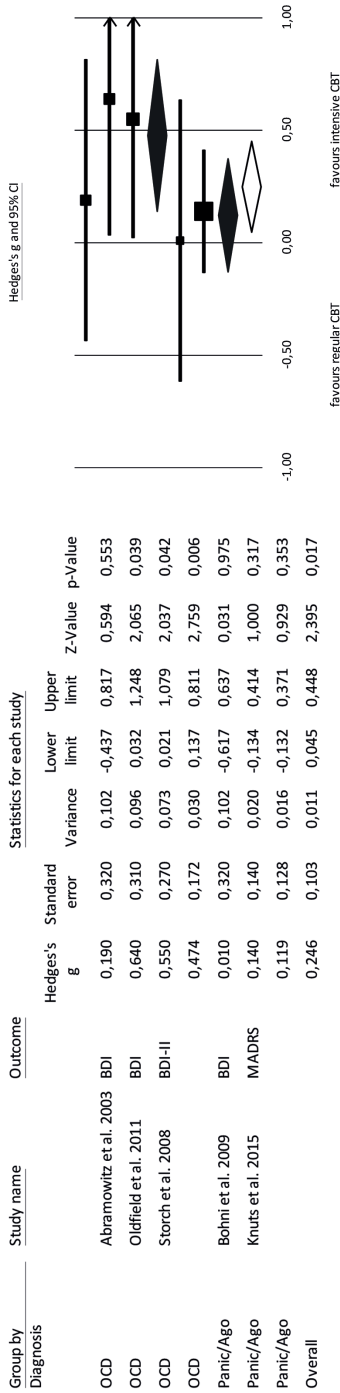 Group by Study name Outcome Statistics for each study Hedges's g and 95% CI
Diagnosis
Hedges's Standard Lower Upper
g error Variance limit limit Z-Value p-Value
OCD Abramowitz et al. 2003 BDI 0,190 0,320 0,102 -0,437 0,817 0,594 0,553
OCD Oldfield et al. 2011 BDI 0,640 0,310 0,096 0,032 1,248 2,065 0,039
OCD Storch et al. 2008 BDI-II 0,550 0,270 0,073 0,021 1,079 2,037 0,042
OCD 0,474 0,172 0,030 0,137 0,811 2,759 0,006
Panic/Ago Bohni et al. 2009 BDI 0,010 0,320 0,102 -0,617 0,637 0,031 0,975
Panic/Ago Knuts et al. 2015 MADRS 0,140 0,140 0,020 -0,134 0,414 1,000 0,317
Panic/Ago 0,119 0,128 0,016 -0,132 0,371 0,929 0,353
Overall 0,246 0,103 0,011 0,045 0,448 2,395 0,017
-1,00 -0,50 0,00 0,50 1,00
favours regular CBT favours intensive CBT